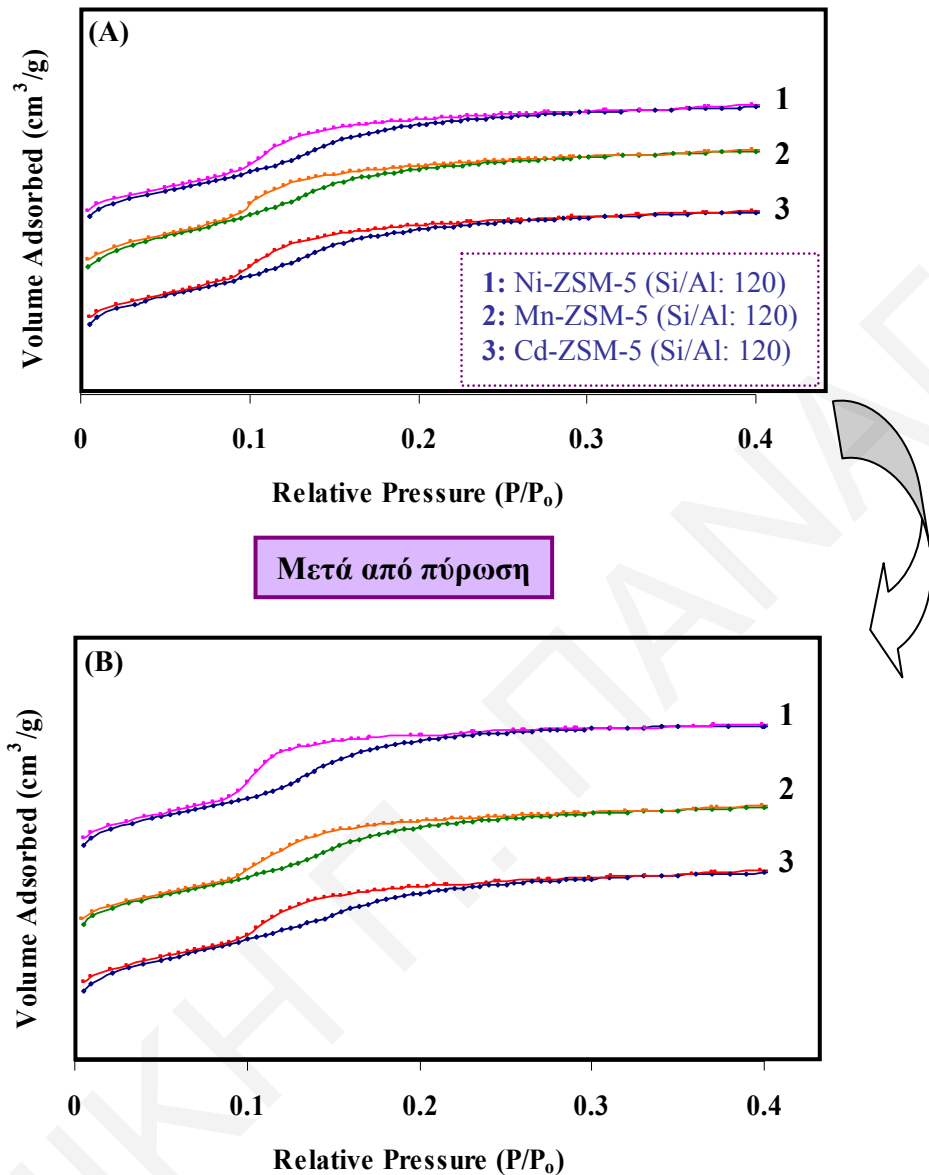 (A)
Volume Adsorbed (cm³/g)
1
2
3
1: Ni-ZSM-5 (Si/Al: 120)
2: Mn-ZSM-5 (Si/Al: 120)
3: Cd-ZSM-5 (Si/Al: 120)
0 0.1 0.2 0.3 0.4
Relative Pressure (P/Pₒ)
Μετά από πύρωση
(B)
Volume Adsorbed (cm³/g)
1
2
3
0 0.1 0.2 0.3 0.4
Relative Pressure (P/Pₒ)